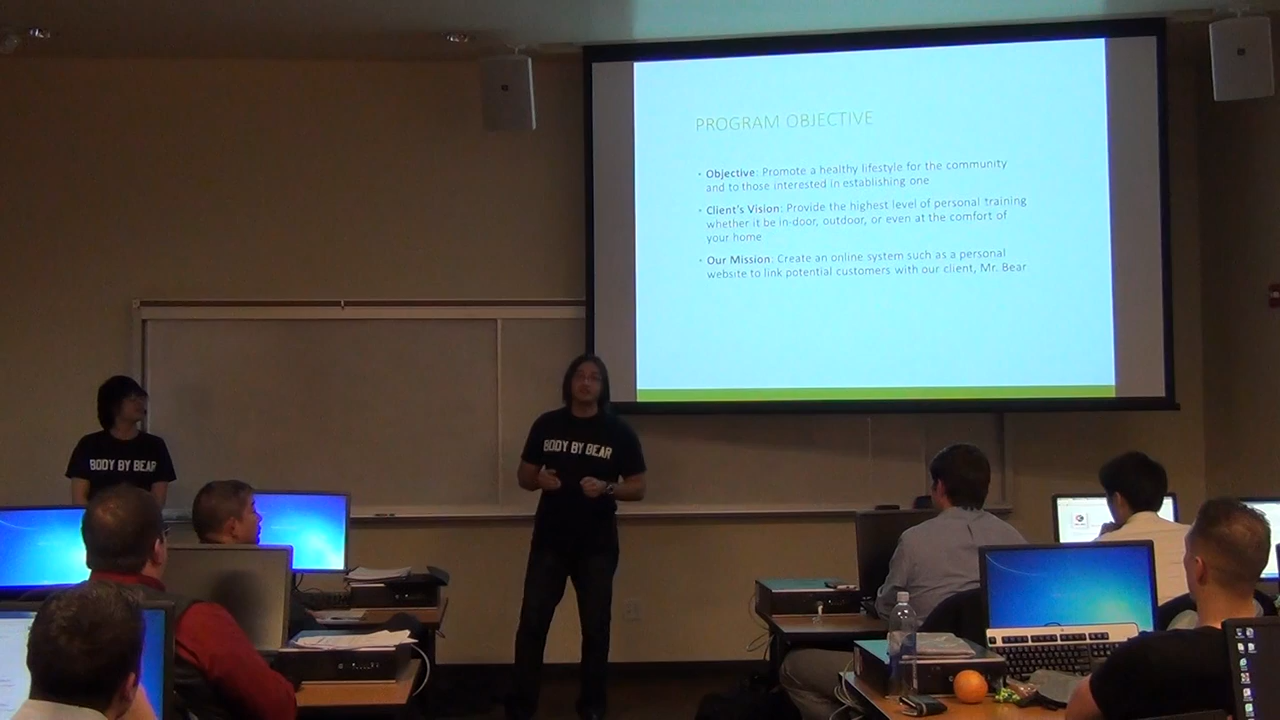 PROGRAM OBJECTIVE
• Objective: Promote a healthy lifestyle for the community
and to those interested in establishing one
• Client's Vision: Provide the highest level of personal training
whether it be in-door, outdoor, or even at the comfort of
your home
• Our Mission: Create an online system such as a personal
website to link potential customers with our client, Mr. Bear
BODY BY BEAR
BODY BY BEAR